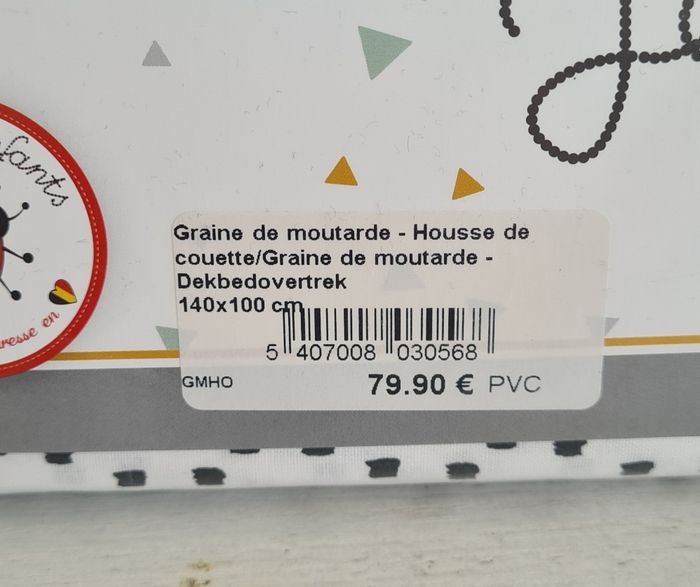 fants
resse en
Graine de moutarde - Housse de
couette/Graine de moutarde -
Dekbedovertrek
140x100 cm
5 407008 030568
GMHO 79.90 € PVC